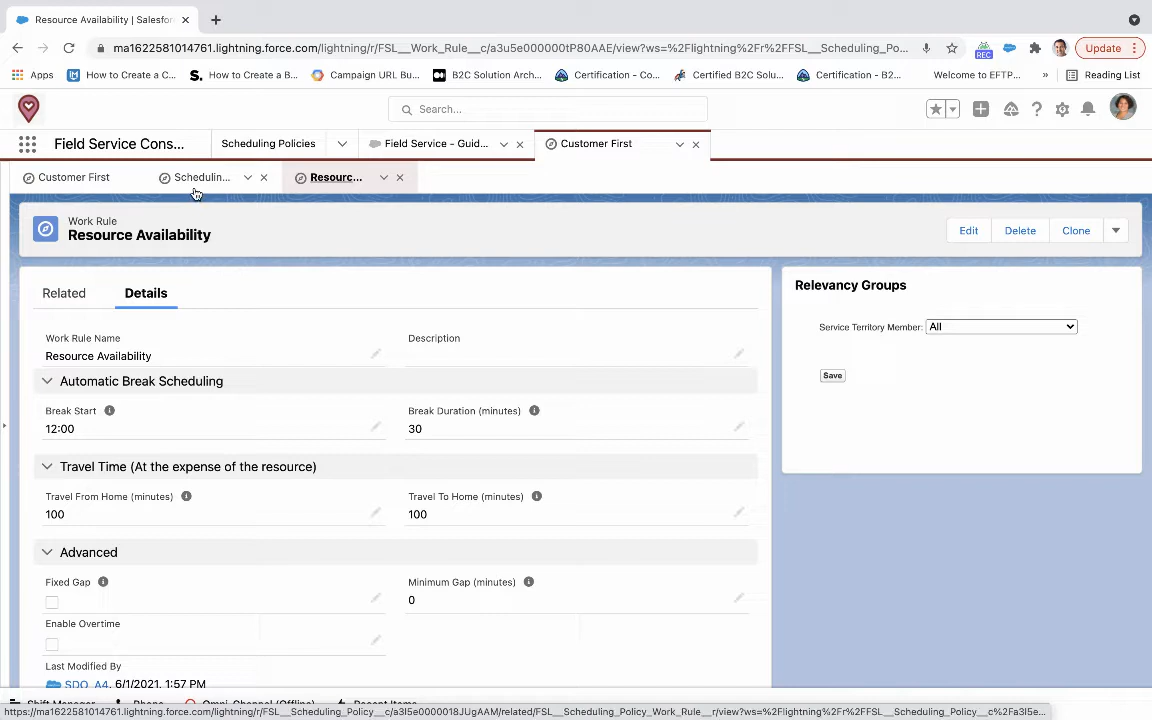 Resource Availability | Salesfor
ma1622581014761.lightning.force.com/lightning/r/FSL__Work_Rule__c/a3u5e000000tP80AAE/view?ws=%2Flightning%2Fr%2FFSL__Scheduling_Po...
REC
Update
Apps
How to Create a C...
How to Create a B...
Campaign URL Bu...
B2C Solution Arch...
Certification - Co...
Certified B2C Solu...
Certification - B2...
Welcome to EFTP...
»
Reading List
Search...
Field Service Cons...
Scheduling Policies
Field Service - Guid...
Customer First
Customer First
Schedulin...
Resourc...
Work Rule
Resource Availability
Edit
Delete
Clone
Related
Details
Relevancy Groups
Service Territory Member: All
Save
Work Rule Name
Description
Resource Availability
Automatic Break Scheduling
Break Start
Break Duration (minutes)
12:00
30
Travel Time (At the expense of the resource)
Travel From Home (minutes)
Travel To Home (minutes)
100
100
Advanced
Fixed Gap
Minimum Gap (minutes)
0
Enable Overtime
Last Modified By
SDO_A4, 6/1/2021, 1:57 PM
Shift Manager
Phone
Omni-Channel (Offline)
Recent Items
https://ma1622581014761.lightning.force.com/lightning/r/FSL__Scheduling_Policy__c/a3I5e0000018JUgAAM/related/FSL__Scheduling_Policy_Work_Rule__r/view?ws=%2Flightning%2Fr%2FFSL__Scheduling_Policy__c%2Fa3I5e...